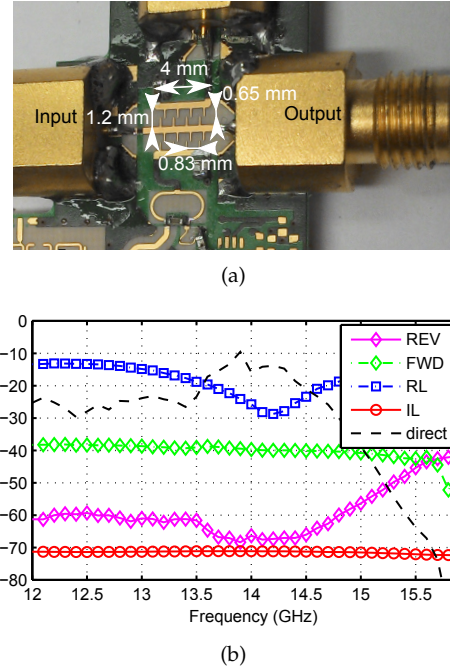 4 mm
0.65 mm
Input
Output
1.2 mm
0.83 mm
(a)
0
−10
−20
−30
−40
−50
−60
−70
−80
REV
FWD
RL
IL
direct
12 12.5 13 13.5 14 14.5 15 15.5
Frequency (GHz)
(b)